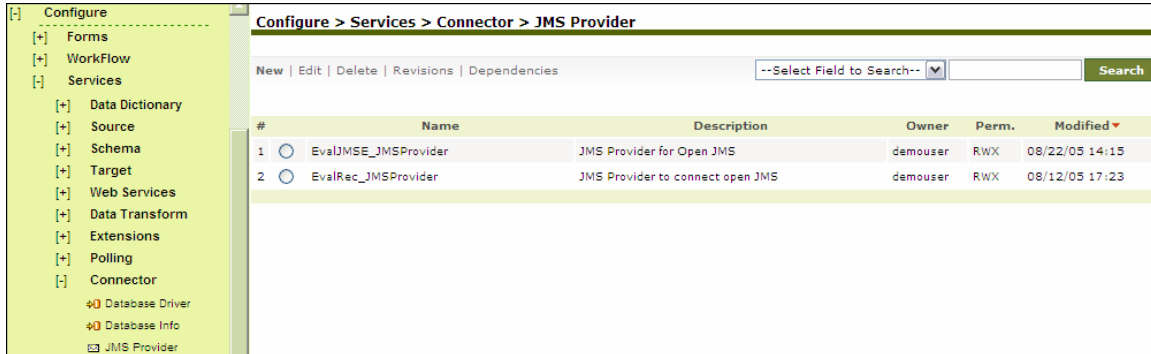 [-] Configure
[+] Forms
[+] WorkFlow
[-] Services
[+] Data Dictionary
[+] Source
[+] Schema
[+] Target
[+] Web Services
[+] Data Transform
[+] Extensions
[+] Polling
[-] Connector
Database Driver
Database Info
JMS Provider
Configure > Services > Connector > JMS Provider
New | Edit | Delete | Revisions | Dependencies
--Select Field to Search-- Search
# Name Description Owner Perm. Modified
1 EvalJMSE_JMSProvider JMS Provider for Open JMS demouser RWX 08/22/05 14:15
2 EvalRec_JMSProvider JMS Provider to connect open JMS demouser RWX 08/12/05 17:23